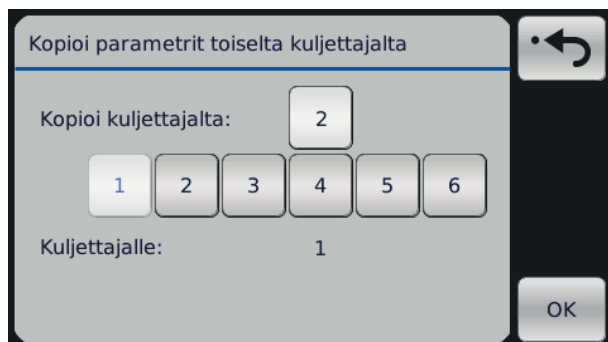 Kopioi parametrit toiselta kuljettajalta
Kopioi kuljettajalta: 2
1 2 3 4 5 6
Kuljettajalle: 1
OK